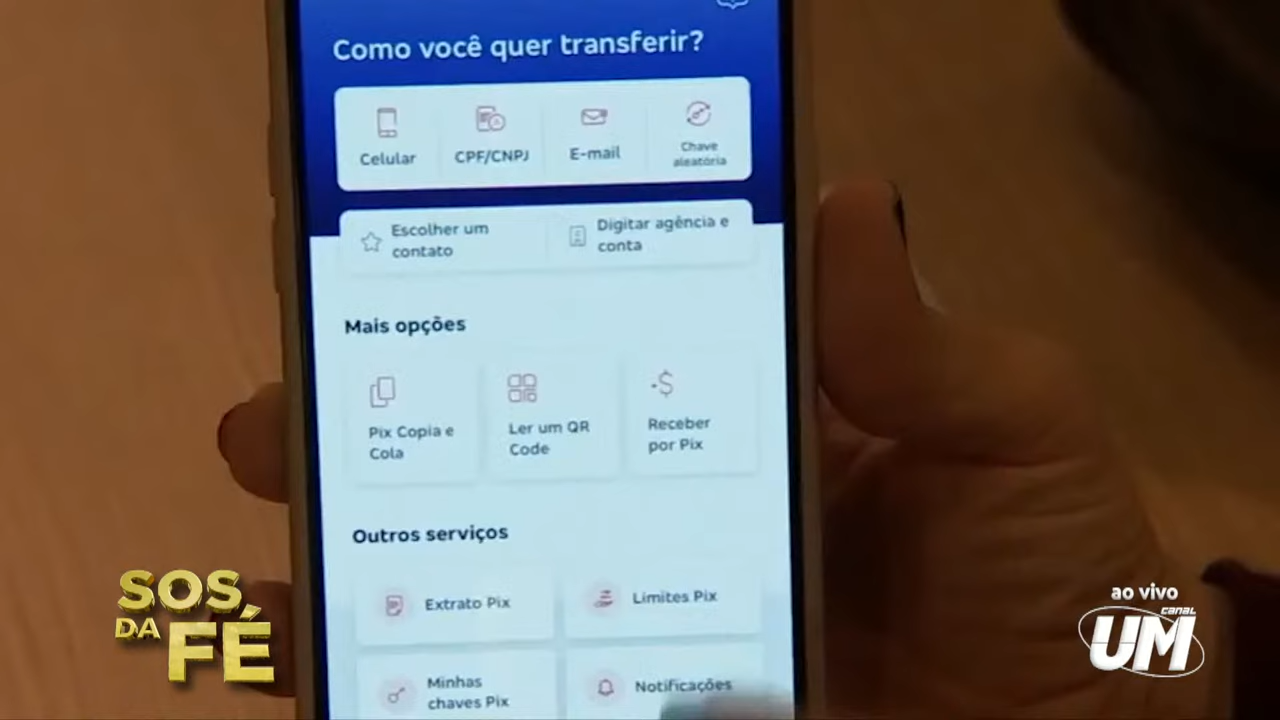 Como você quer transferir?
Celular
CPF/CNPJ
E-mail
Chave
aleatória
Escolher um
contato
Digitar agência e
conta
Mais opções
Pix Copia e
Cola
Ler um QR
Code
Receber
por Pix
Outros serviços
Extrato Pix
Limites Pix
Minhas
chaves Pix
Notificações
SOS
DA FÉ
ao vivo
canal
UM